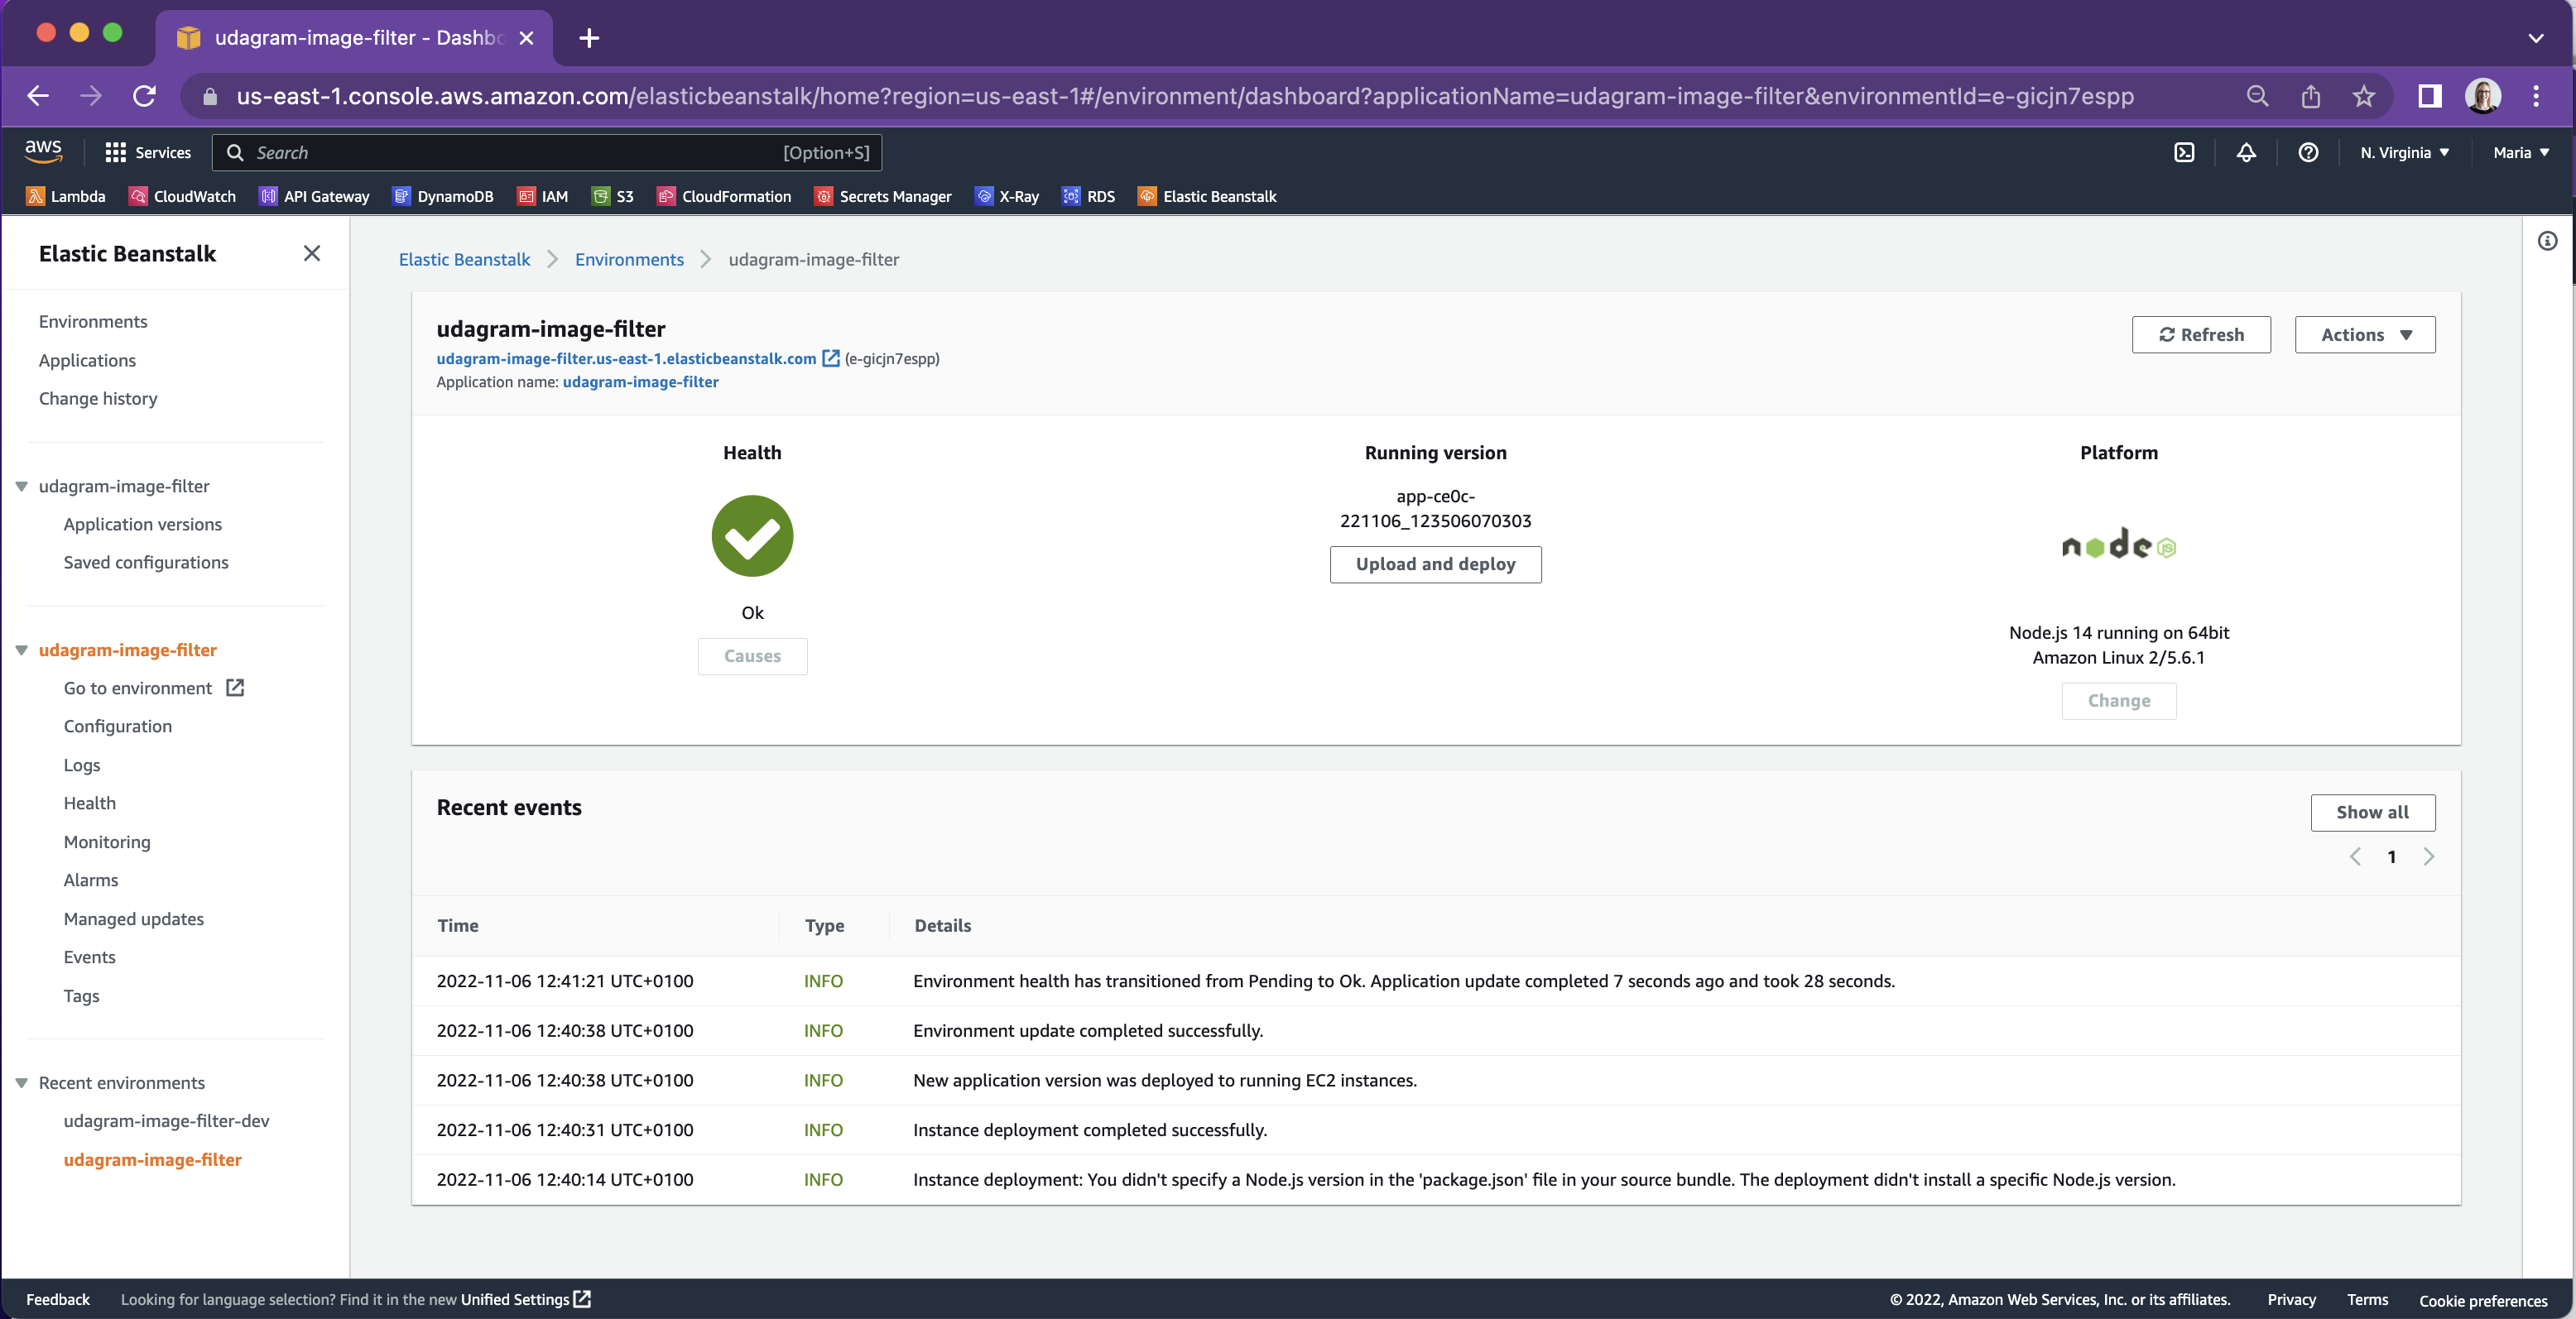 udagram-image-filter - Dashbo
us-east-1.console.aws.amazon.com/elasticbeanstalk/home?region=us-east-1#/environment/dashboard?applicationName=udagram-image-filter&environmentId=e-gicjn7espp
aws Services Search [Option+S] N. Virginia Maria
Lambda CloudWatch API Gateway DynamoDB IAM S3 CloudFormation Secrets Manager X-Ray RDS Elastic Beanstalk
Elastic Beanstalk
Environments
Applications
Change history
udagram-image-filter
Application versions
Saved configurations
udagram-image-filter
Go to environment
Configuration
Logs
Health
Monitoring
Alarms
Managed updates
Events
Tags
Recent environments
udagram-image-filter-dev
udagram-image-filter
Elastic Beanstalk Environments udagram-image-filter
udagram-image-filter
Refresh Actions
udagram-image-filter.us-east-1.elasticbeanstalk.com (e-gicjn7espp)
Application name: udagram-image-filter
Health
Ok
Causes
Running version
app-ce0c-
221106_123506070303
Upload and deploy
Platform
node JS
Node.js 14 running on 64bit
Amazon Linux 2/5.6.1
Change
Recent events
Show all
1
Time Type Details
2022-11-06 12:41:21 UTC+0100 INFO Environment health has transitioned from Pending to Ok. Application update completed 7 seconds ago and took 28 seconds.
2022-11-06 12:40:38 UTC+0100 INFO Environment update completed successfully.
2022-11-06 12:40:38 UTC+0100 INFO New application version was deployed to running EC2 instances.
2022-11-06 12:40:31 UTC+0100 INFO Instance deployment completed successfully.
2022-11-06 12:40:14 UTC+0100 INFO Instance deployment: You didn't specify a Node.js version in the 'package.json' file in your source bundle. The deployment didn't install a specific Node.js version.
Feedback Looking for language selection? Find it in the new Unified Settings © 2022, Amazon Web Services, Inc. or its affiliates. Privacy Terms Cookie preferences